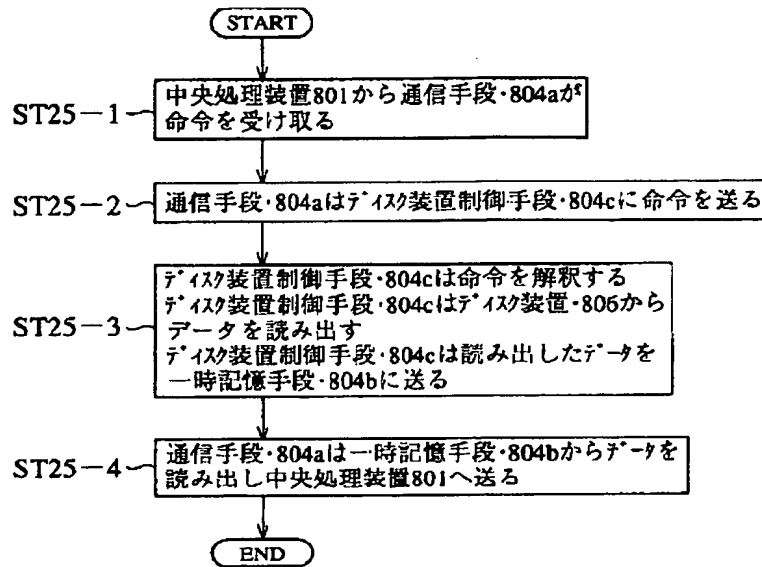 START
ST25-1
中央処理装置801から通信手段・804aが
命令を受け取る
ST25-2
通信手段・804aはディスク装置制御手段・804cに命令を送る
ST25-3
ディスク装置制御手段・804cは命令を解釈する
ディスク装置制御手段・804cはディスク装置・806から
データを読み出す
ディスク装置制御手段・804cは読み出したデータを
一時記憶手段・804bに送る
ST25-4
通信手段・804aは一時記憶手段・804bからデータを
読み出し中央処理装置801へ送る
END